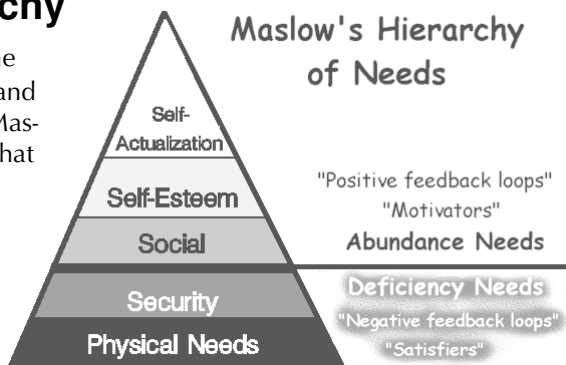 chy
he
and
Mas-
hat
Maslow's Hierarchy
of Needs
Self-
Actualization
Self-Esteem
Social
Security
Physical Needs
"Positive feedback loops"
"Motivators"
Abundance Needs
Deficiency Needs
"Negative feedback loops"
"Satisfiers"